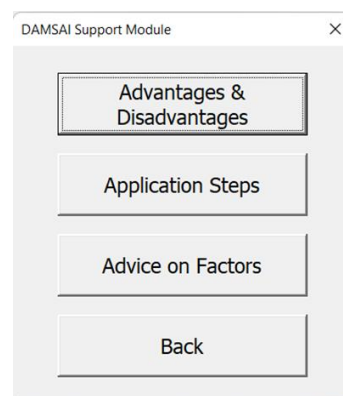 DAMSAI Support Module
Advantages &
Disadvantages
Application Steps
Advice on Factors
Back